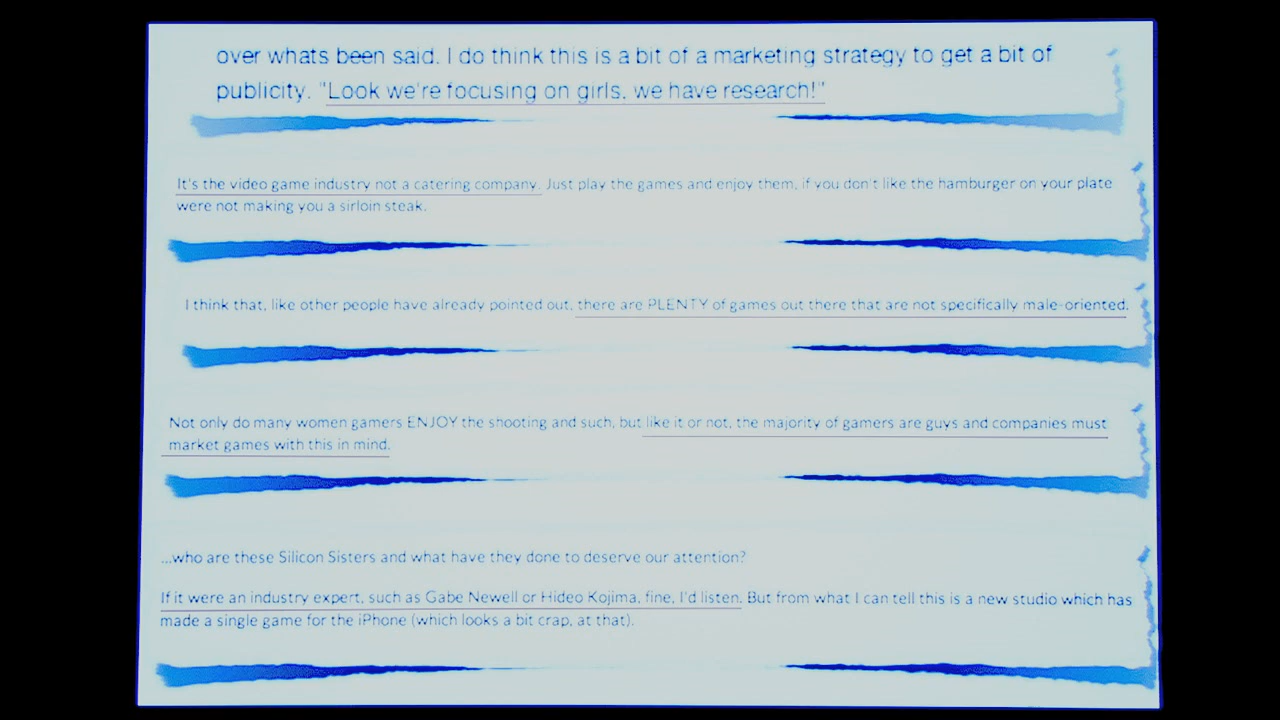 over whats been said. I do think this is a bit of a marketing strategy to get a bit of
publicity. "Look we're focusing on girls, we have research!"
It's the video game industry not a catering company. Just play the games and enjoy them, if you don't like the hamburger on your plate
were not making you a sirloin steak.
I think that, like other people have already pointed out, there are PLENTY of games out there that are not specifically male-oriented.
Not only do many women gamers ENJOY the shooting and such, but like it or not, the majority of gamers are guys and companies must
market games with this in mind.
...who are these Silicon Sisters and what have they done to deserve our attention?
If it were an industry expert, such as Gabe Newell or Hideo Kojima, fine, I'd listen. But from what I can tell this is a new studio which has
made a single game for the iPhone (which looks a bit crap, at that).